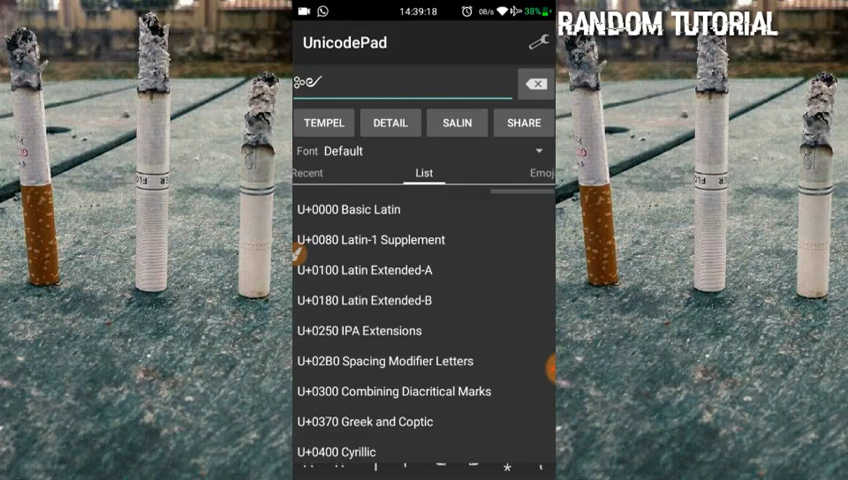 RANDOM TUTORIAL
14:39:18
0B/s
38%
UnicodePad
TEMPEL
DETAIL
SALIN
SHARE
Font Default
Recent
List
Emoj
U+0000 Basic Latin
U+0080 Latin-1 Supplement
U+0100 Latin Extended-A
U+0180 Latin Extended-B
U+0250 IPA Extensions
U+02B0 Spacing Modifier Letters
U+0300 Combining Diacritical Marks
U+0370 Greek and Coptic
U+0400 Cyrillic